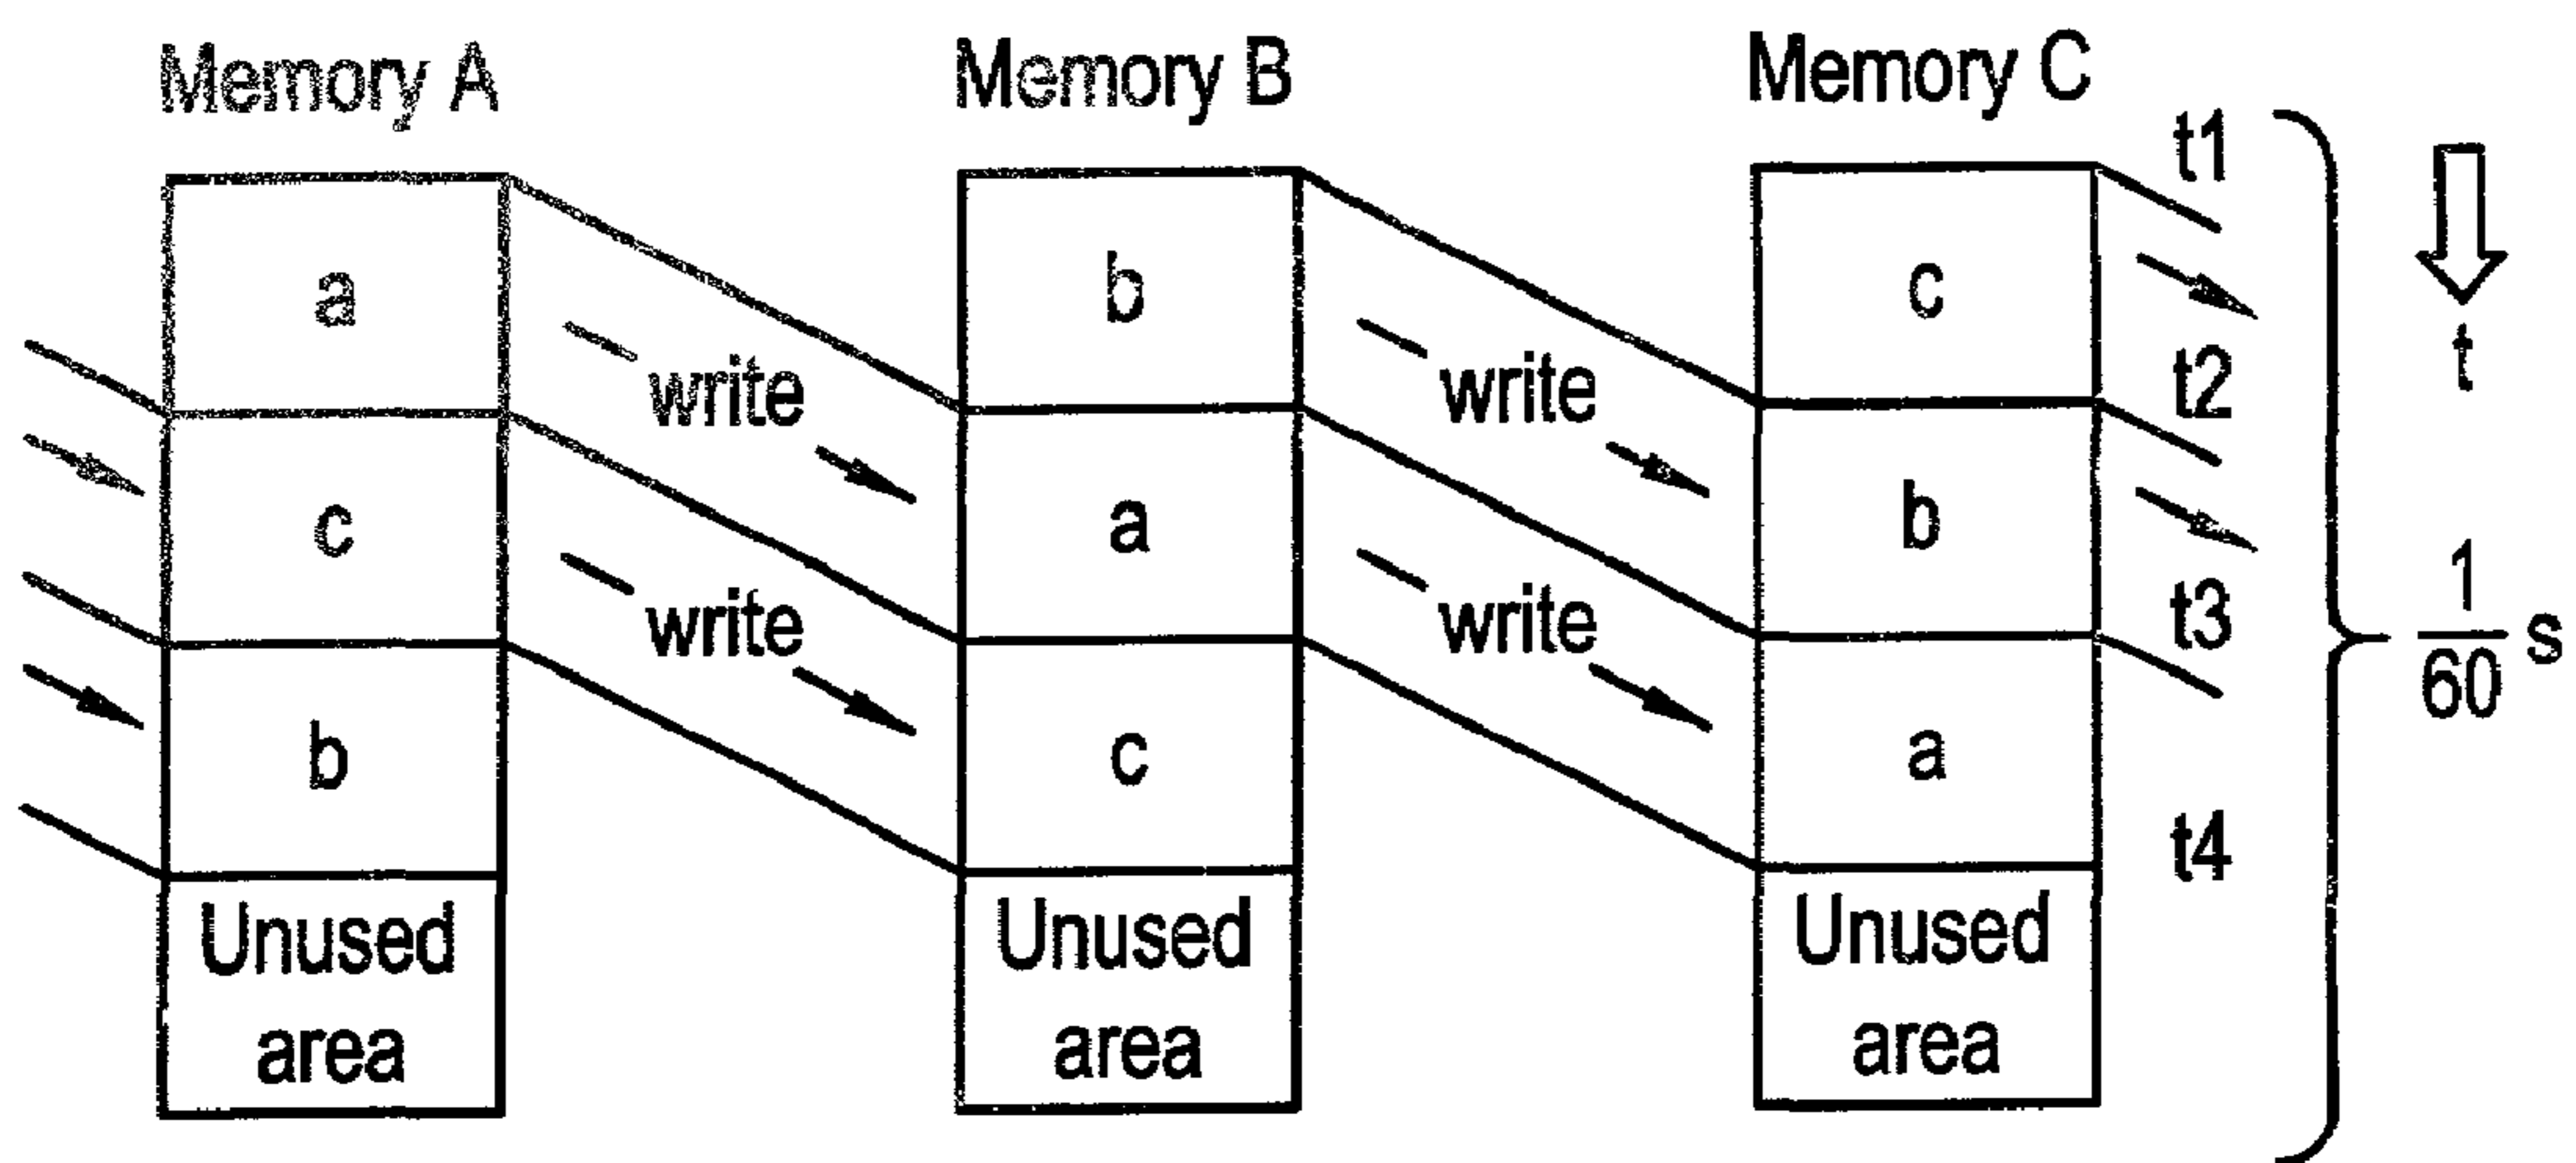 Memory A Memory B Memory C
t1
a b c
write write t2 t
c a b
1
write write t3 — s
60
b c a
t4
Unused Unused Unused
area area area